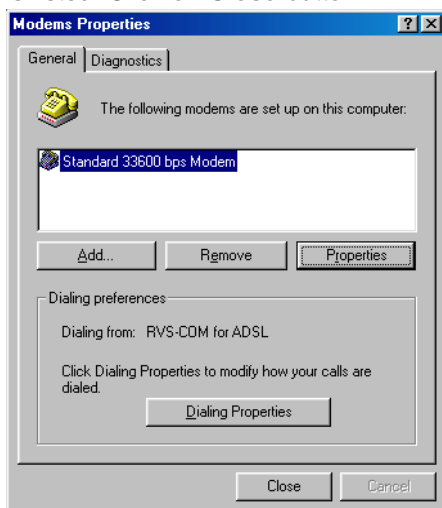 Modems Properties
General Diagnostics
The following modems are set up on this computer:
Standard 33600 bps Modem
Add... Remove Properties
Dialing preferences
Dialing from: RVS-COM for ADSL
Click Dialing Properties to modify how your calls are
dialed.
Dialing Properties
Close Cancel